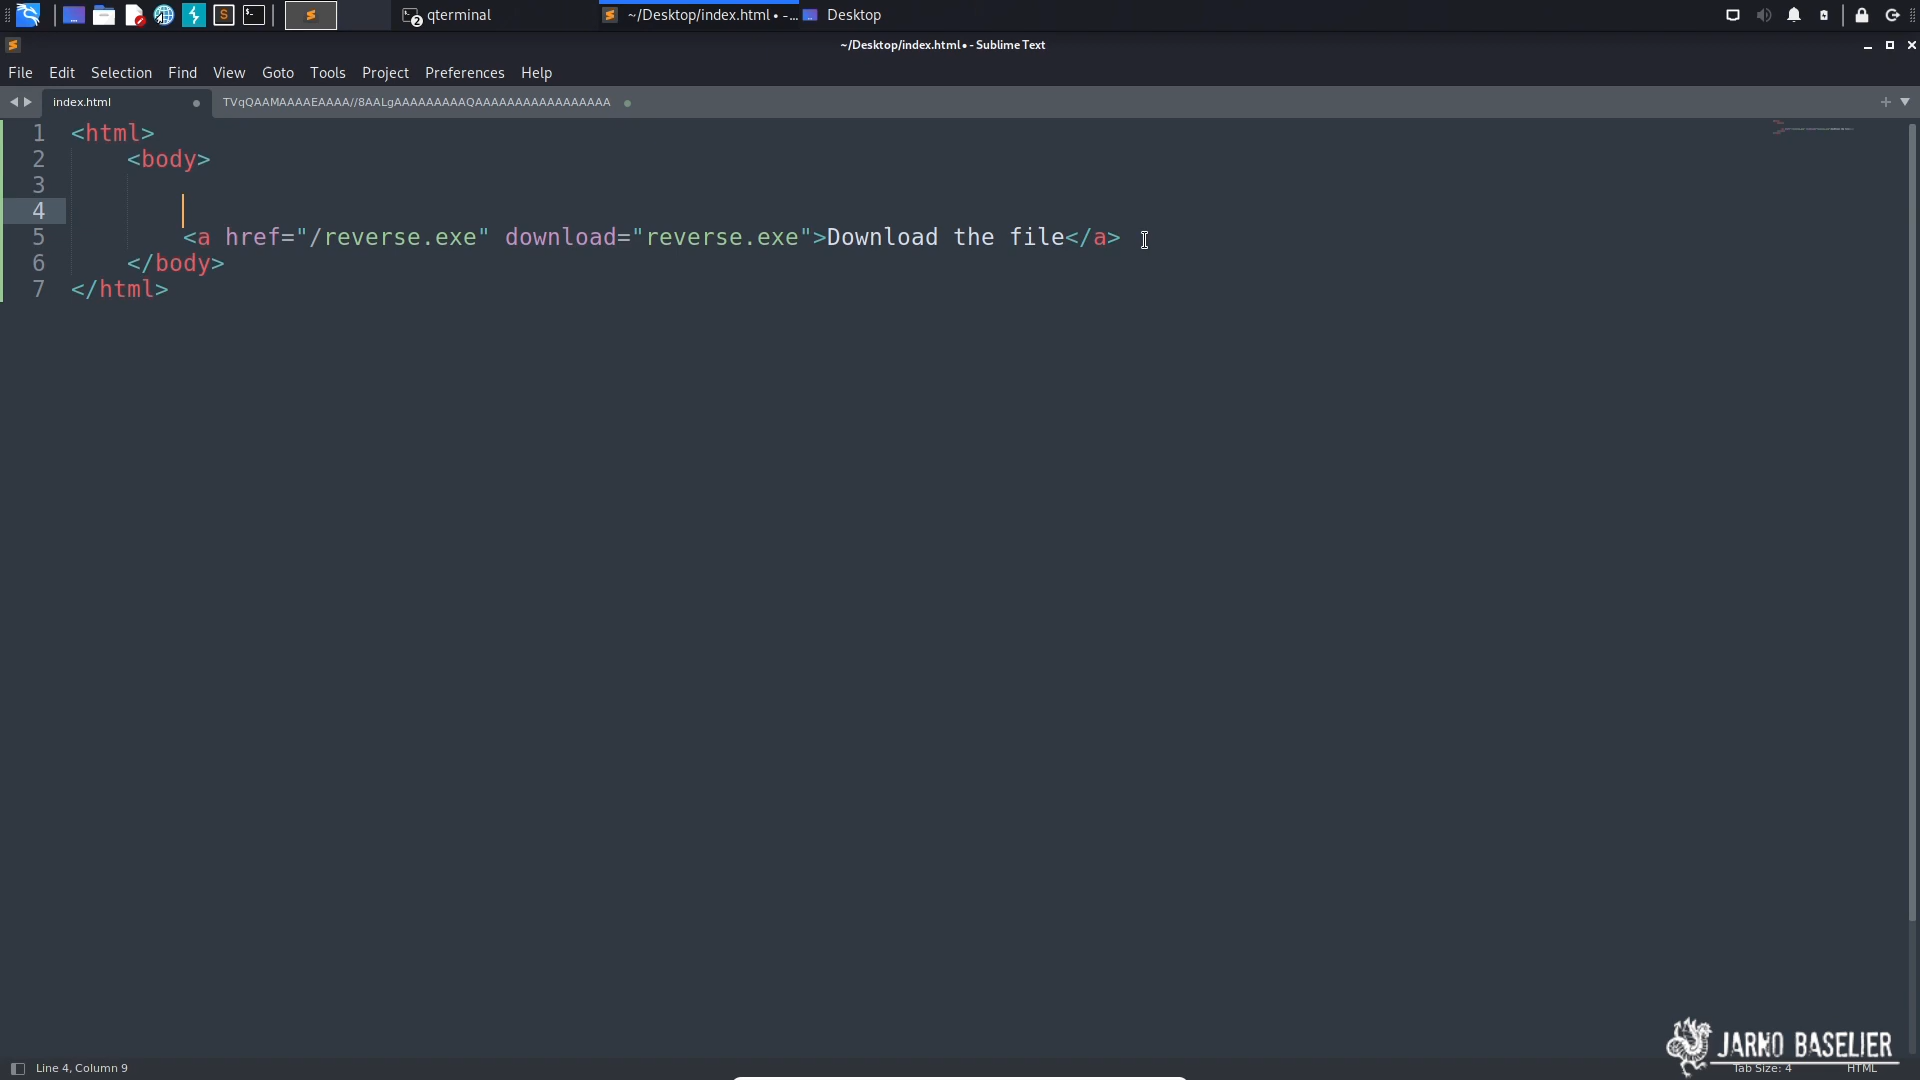 qterminal
~/Desktop/index.html • -...
Desktop
~/Desktop/index.html • - Sublime Text
File Edit Selection Find View Goto Tools Project Preferences Help
index.html
TVqQAAMAAAAEAAAA//8AALgAAAAAAAAAQAAAAAAAAAAAAAAAAA
1 <html>
2 <body>
3
4
5 <a href="/reverse.exe" download="reverse.exe">Download the file</a>
6 </body>
7 </html>
JARNO BASELIER
Line 4, Column 9
Tab Size: 4
HTML